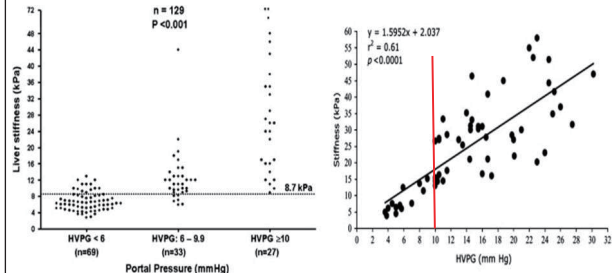 n = 129
P <0.001
Liver stiffness (kPa)
72
48
44
40
36
32
28
24
20
16
12
8
4
0
8.7 kPa
HVPG < 6
(n=69)
HVPG: 6 – 9.9
(n=33)
HVPG ≥10
(n=27)
Portal Pressure (mmHg)
y = 1.5952x + 2.037
r² = 0.61
p<0.0001
Stiffness (kPa)
60
55
50
45
40
35
30
25
20
15
10
5
0
0 2 4 6 8 10 12 14 16 18 20 22 24 26 28 30 32
HVPG (mm Hg)